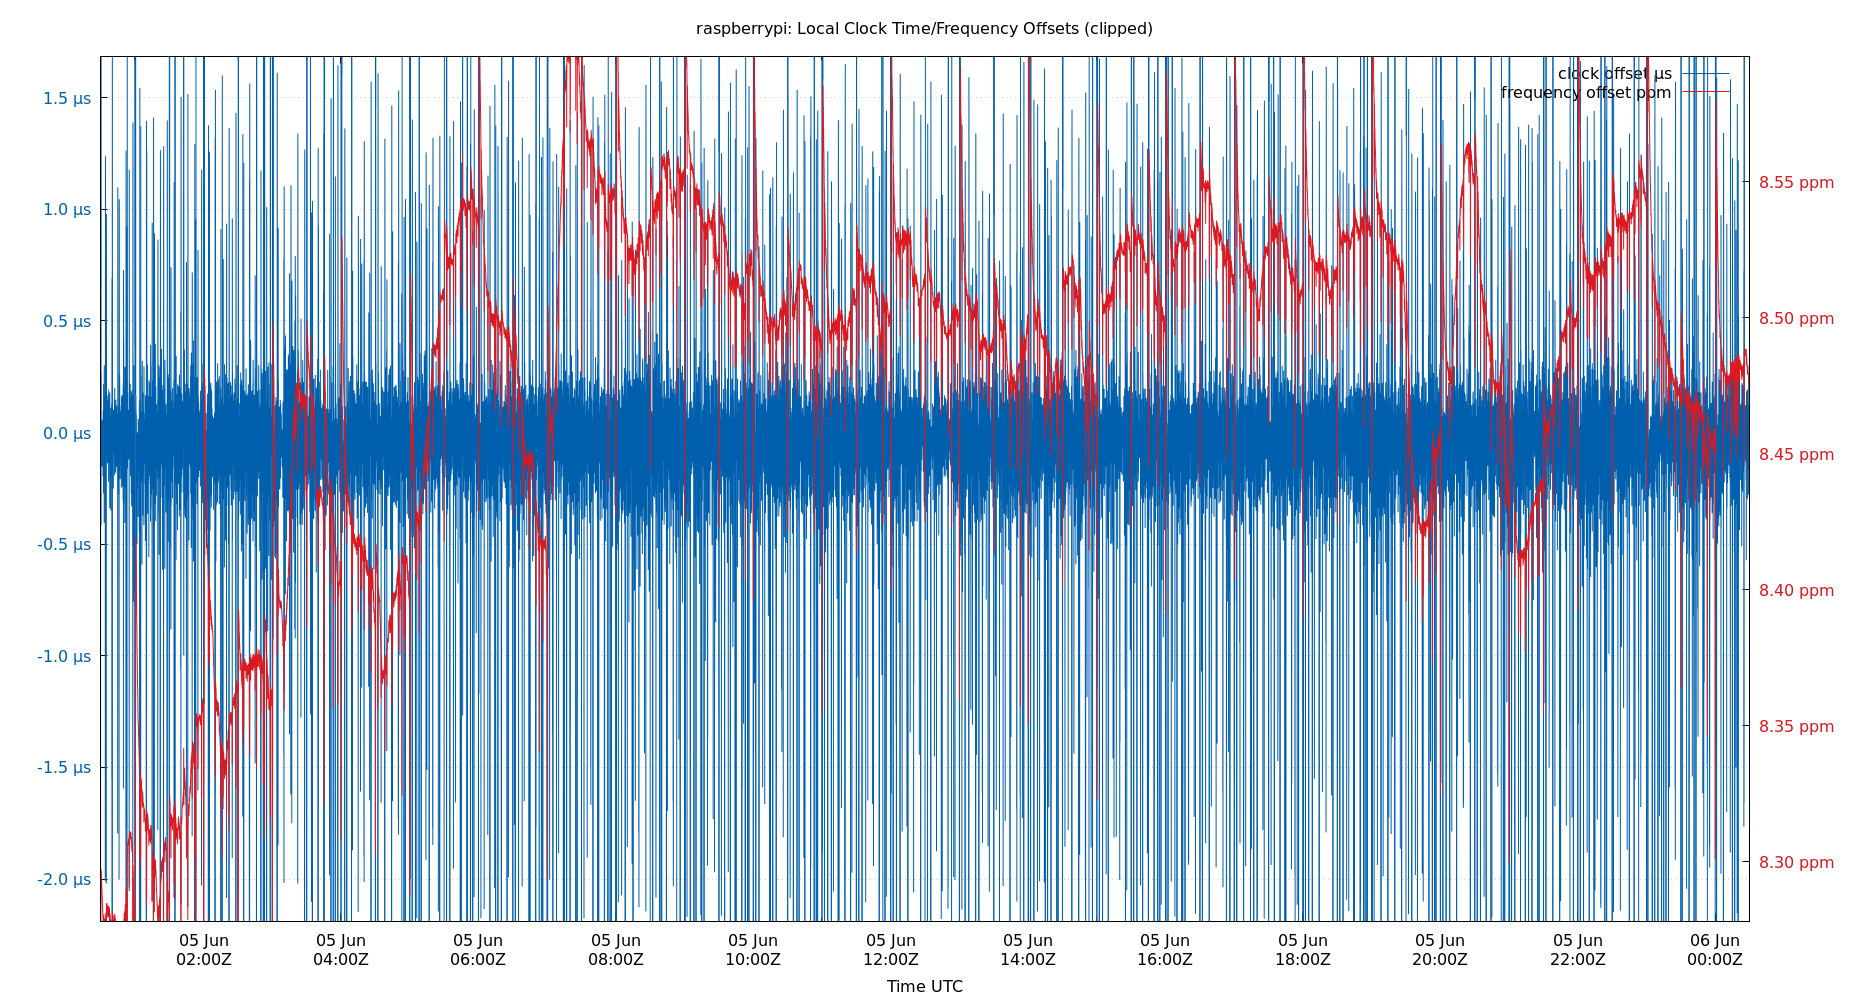 raspberrypi: Local Clock Time/Frequency Offsets (clipped)
clock offset µs
frequency offset ppm
1.5 µs
1.0 µs
0.5 µs
0.0 µs
-0.5 µs
-1.0 µs
-1.5 µs
-2.0 µs
8.55 ppm
8.50 ppm
8.45 ppm
8.40 ppm
8.35 ppm
8.30 ppm
05 Jun
02:00Z
05 Jun
04:00Z
05 Jun
06:00Z
05 Jun
08:00Z
05 Jun
10:00Z
05 Jun
12:00Z
05 Jun
14:00Z
05 Jun
16:00Z
05 Jun
18:00Z
05 Jun
20:00Z
05 Jun
22:00Z
06 Jun
00:00Z
Time UTC